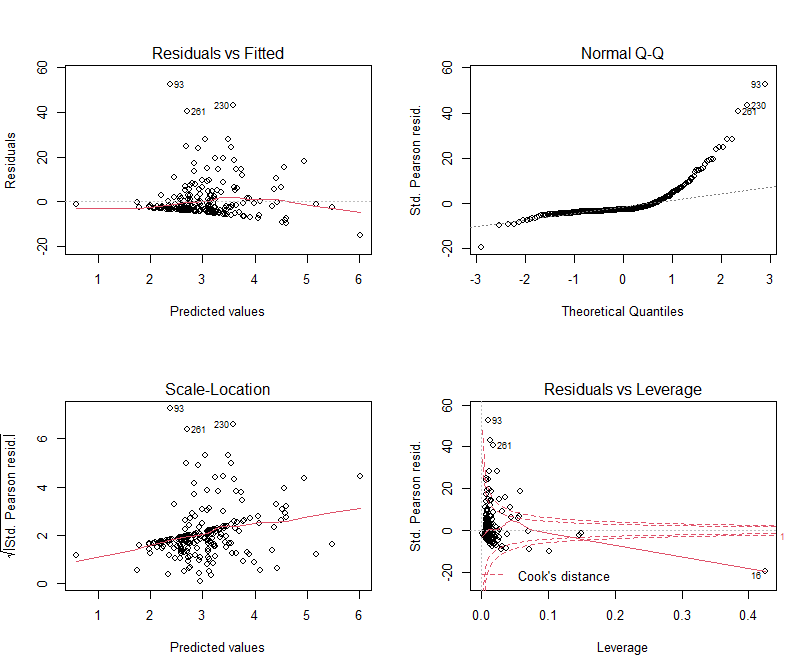 Residuals vs Fitted
Residuals
60
40
20
0
-20
93
261
230
1 2 3 4 5 6
Predicted values
Normal Q-Q
Std. Pearson resid.
60
40
20
0
-20
93
230
261
-3 -2 -1 0 1 2 3
Theoretical Quantiles
Scale-Location
√|Std. Pearson resid.|
6
4
2
0
93
261
230
1 2 3 4 5 6
Predicted values
Residuals vs Leverage
Std. Pearson resid.
60
40
20
0
-20
93
261
1
16
Cook's distance
0.0 0.1 0.2 0.3 0.4
Leverage